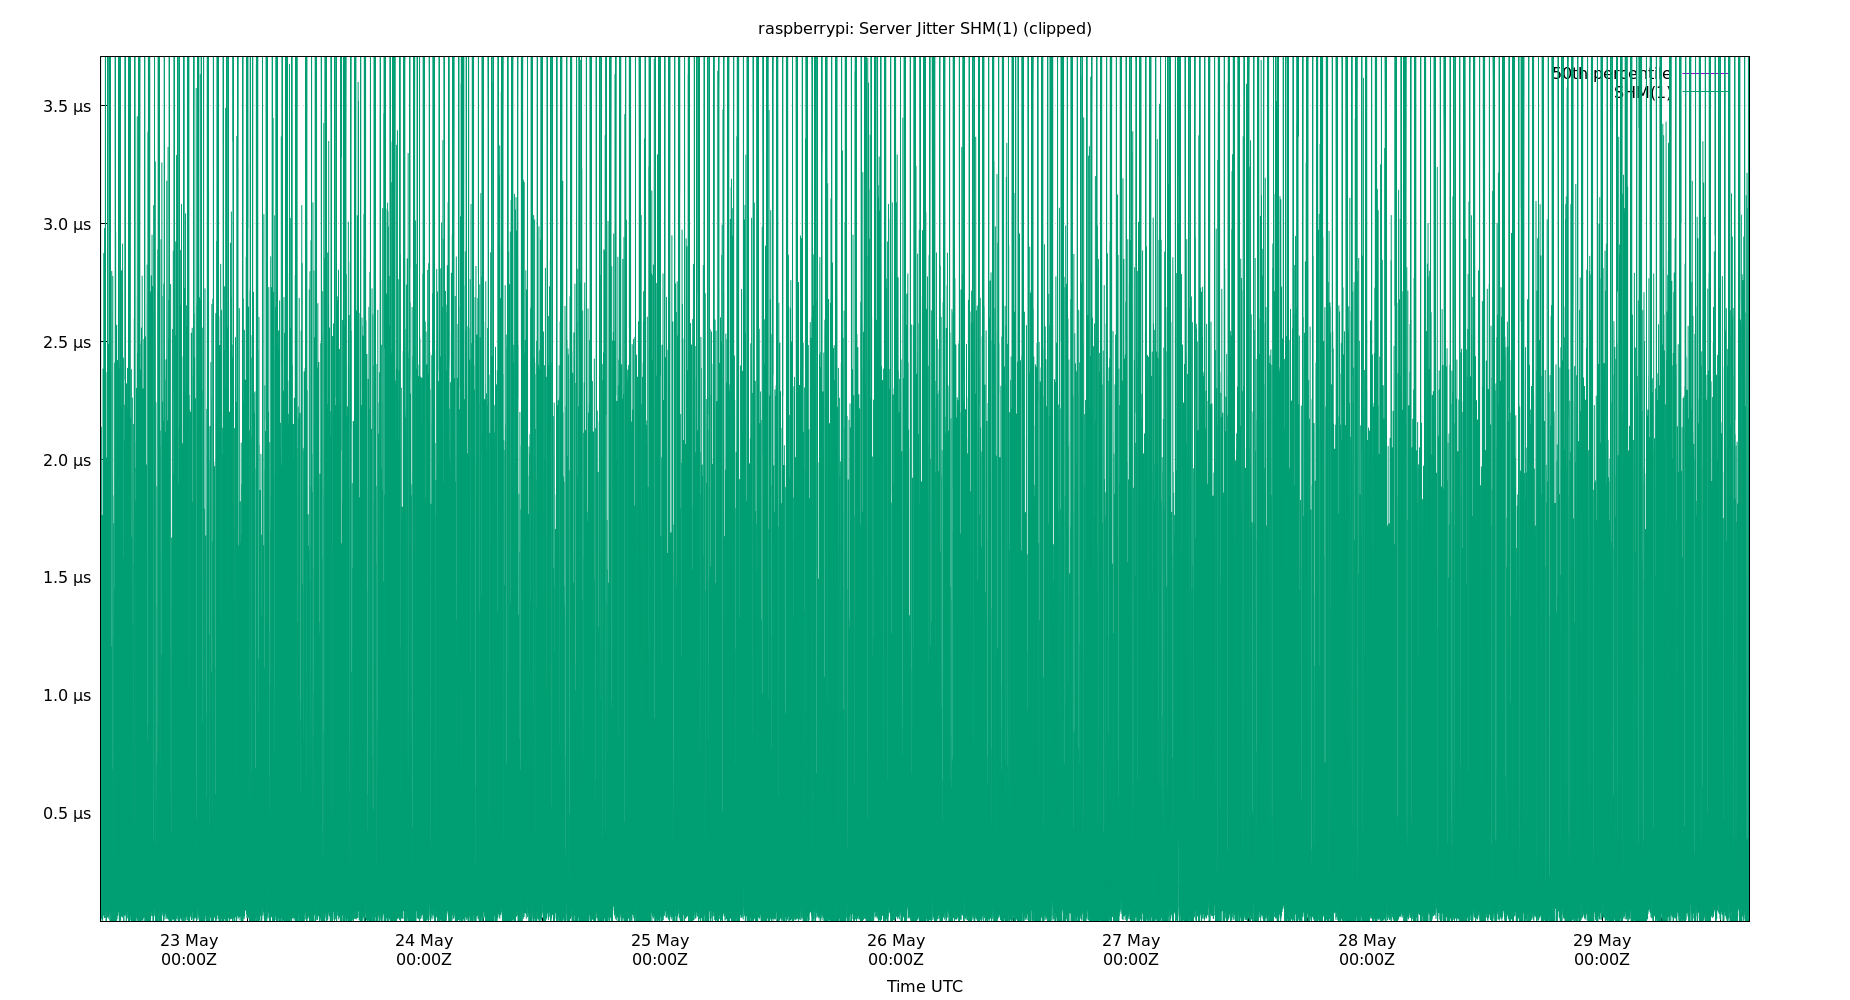 raspberrypi: Server Jitter SHM(1) (clipped)
50th percentile
SHM(1)
3.5 µs
3.0 µs
2.5 µs
2.0 µs
1.5 µs
1.0 µs
0.5 µs
23 May 24 May 25 May 26 May 27 May 28 May 29 May
00:00Z 00:00Z 00:00Z 00:00Z 00:00Z 00:00Z 00:00Z
Time UTC